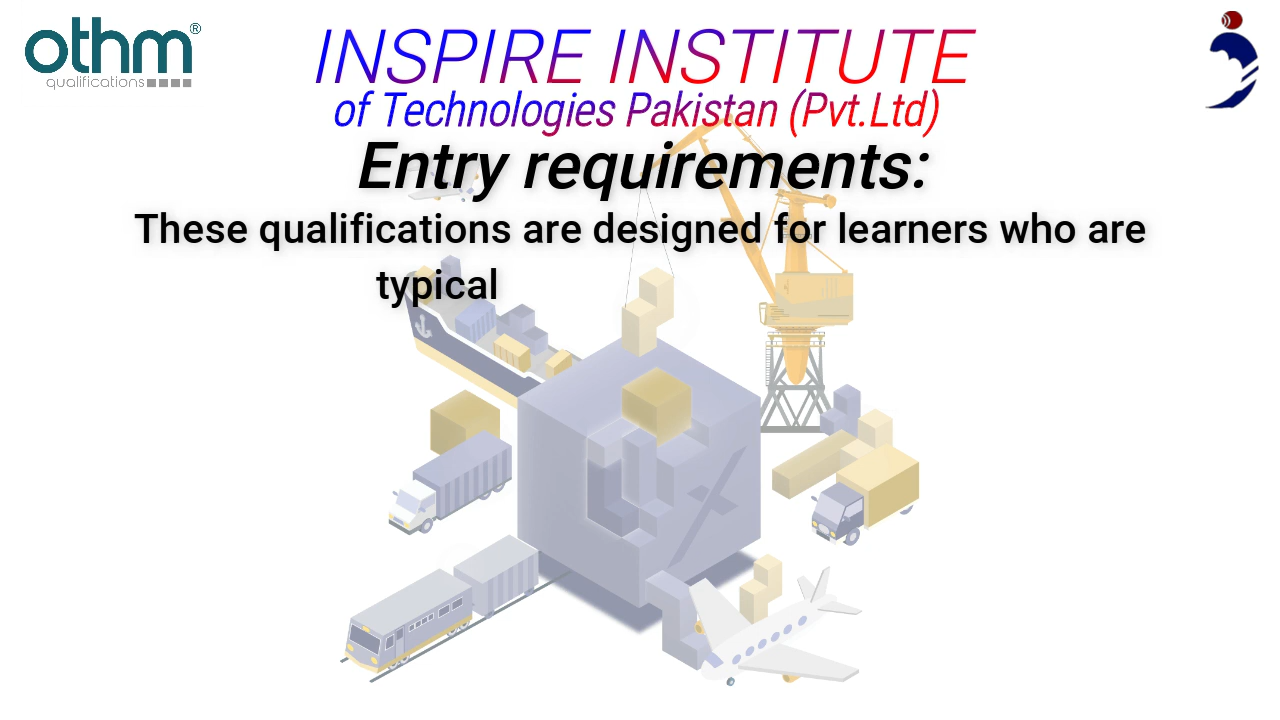 othm®
qualifications
INSPIRE INSTITUTE
of Technologies Pakistan (Pvt.Ltd)
Entry requirements:
These qualifications are designed for learners who are
typical